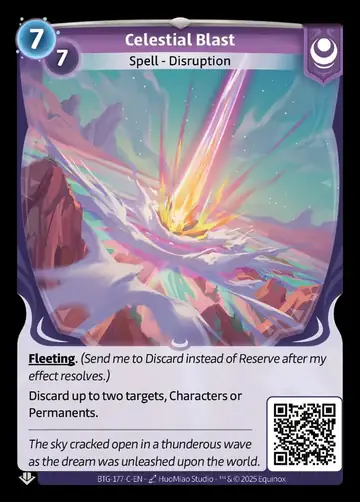 7
7
Celestial Blast
Spell - Disruption
Fleeting. (Send me to Discard instead of Reserve after my
effect resolves.)
Discard up to two targets, Characters or
Permanents.
The sky cracked open in a thunderous wave
as the dream was unleashed upon the world.
BTG-177-C-EN - HuoMiao Studio - ™ & © 2025 Equinox